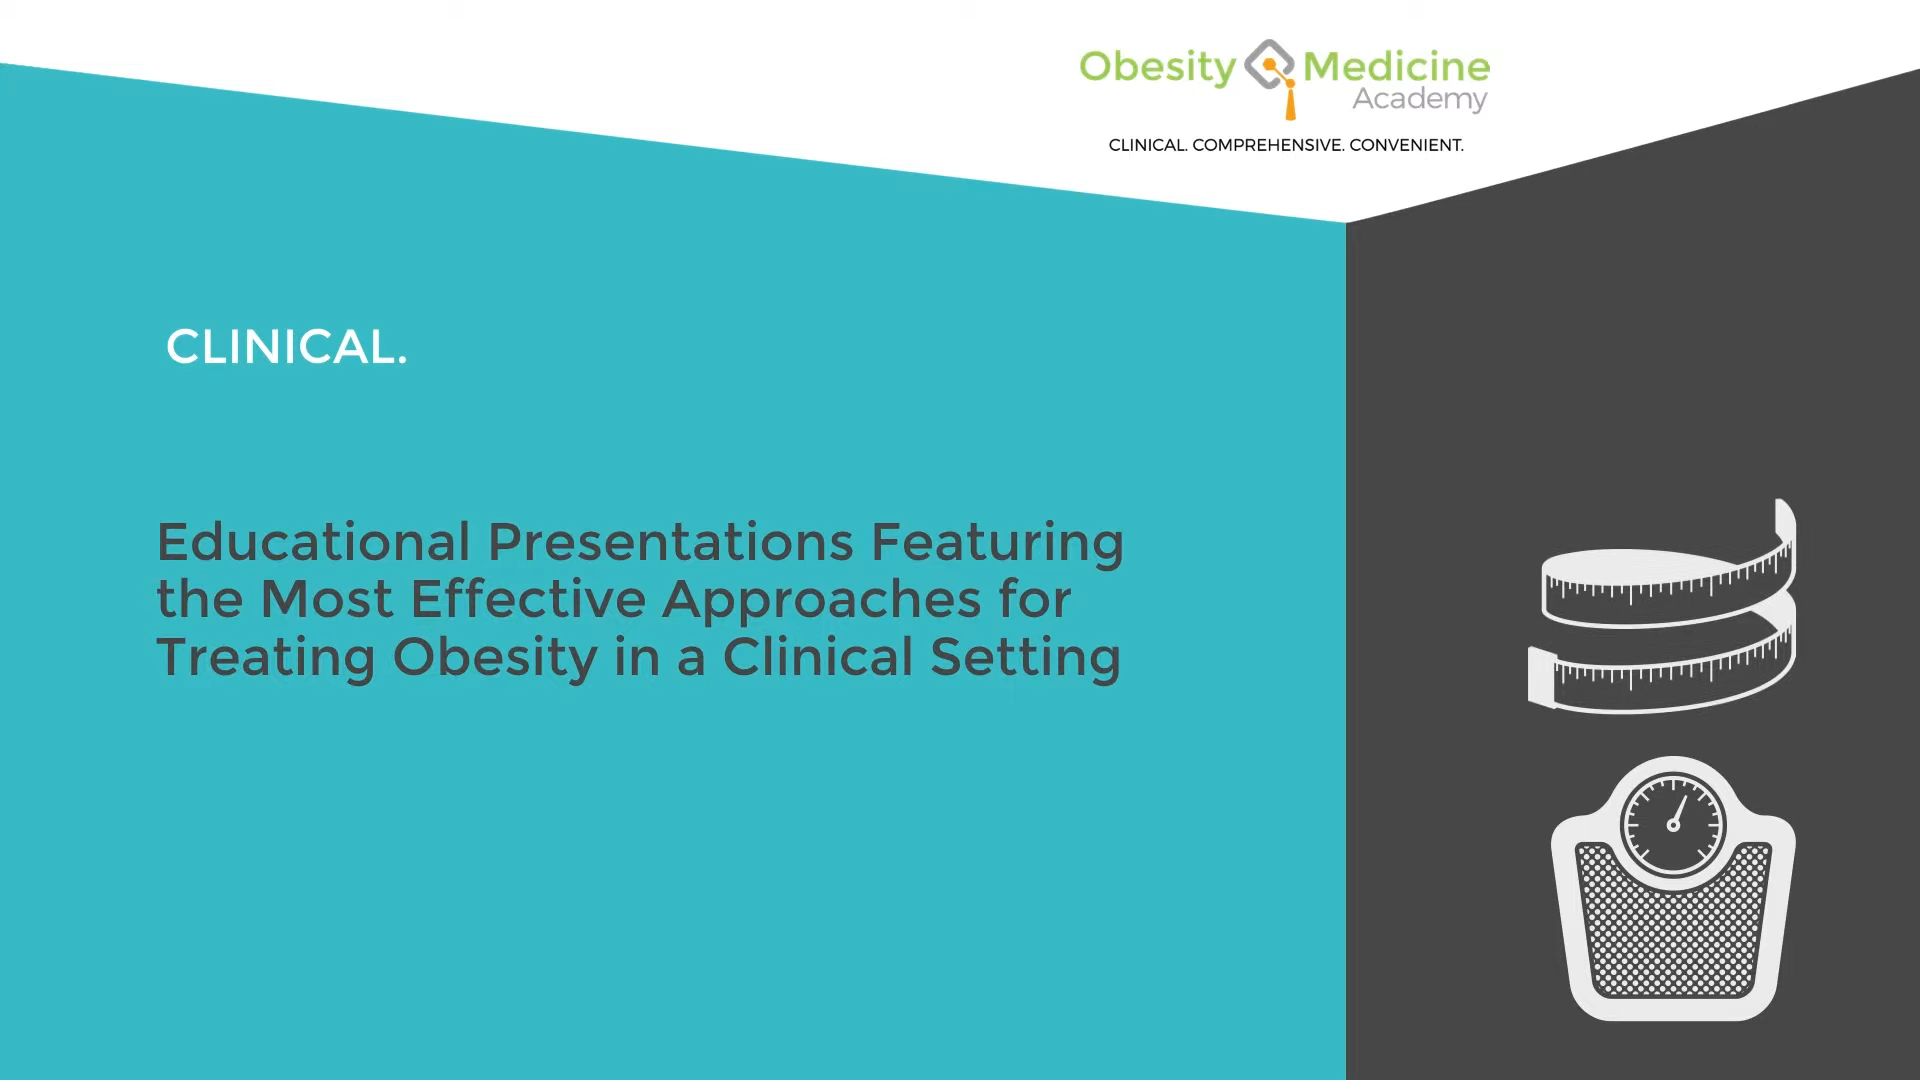 Obesity Medicine
Academy
CLINICAL. COMPREHENSIVE. CONVENIENT.
CLINICAL.
Educational Presentations Featuring
the Most Effective Approaches for
Treating Obesity in a Clinical Setting